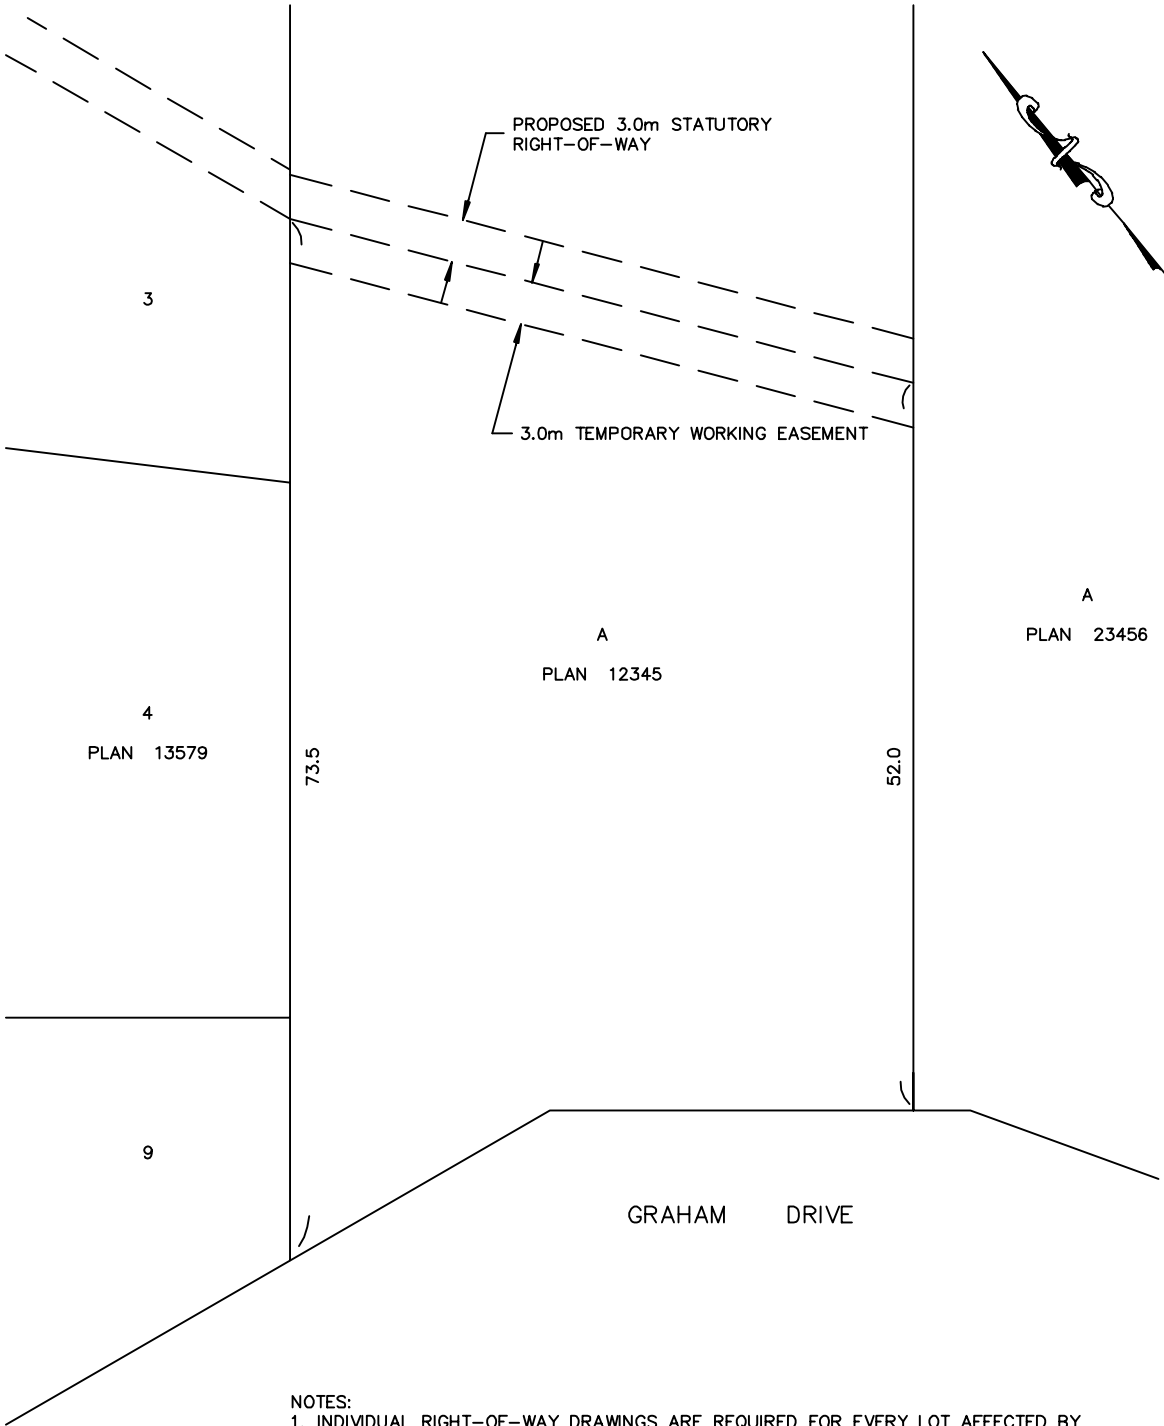 PROPOSED 3.0m STATUTORY
RIGHT-OF-WAY
3
3.0m TEMPORARY WORKING EASEMENT
A
PLAN 23456
A
PLAN 12345
4
PLAN 13579
73.5
52.0
9
GRAHAM DRIVE
NOTES:
1. INDIVIDUAL RIGHT-OF-WAY DRAWINGS ARE REQUIRED FOR EVERY LOT AFFECTED BY